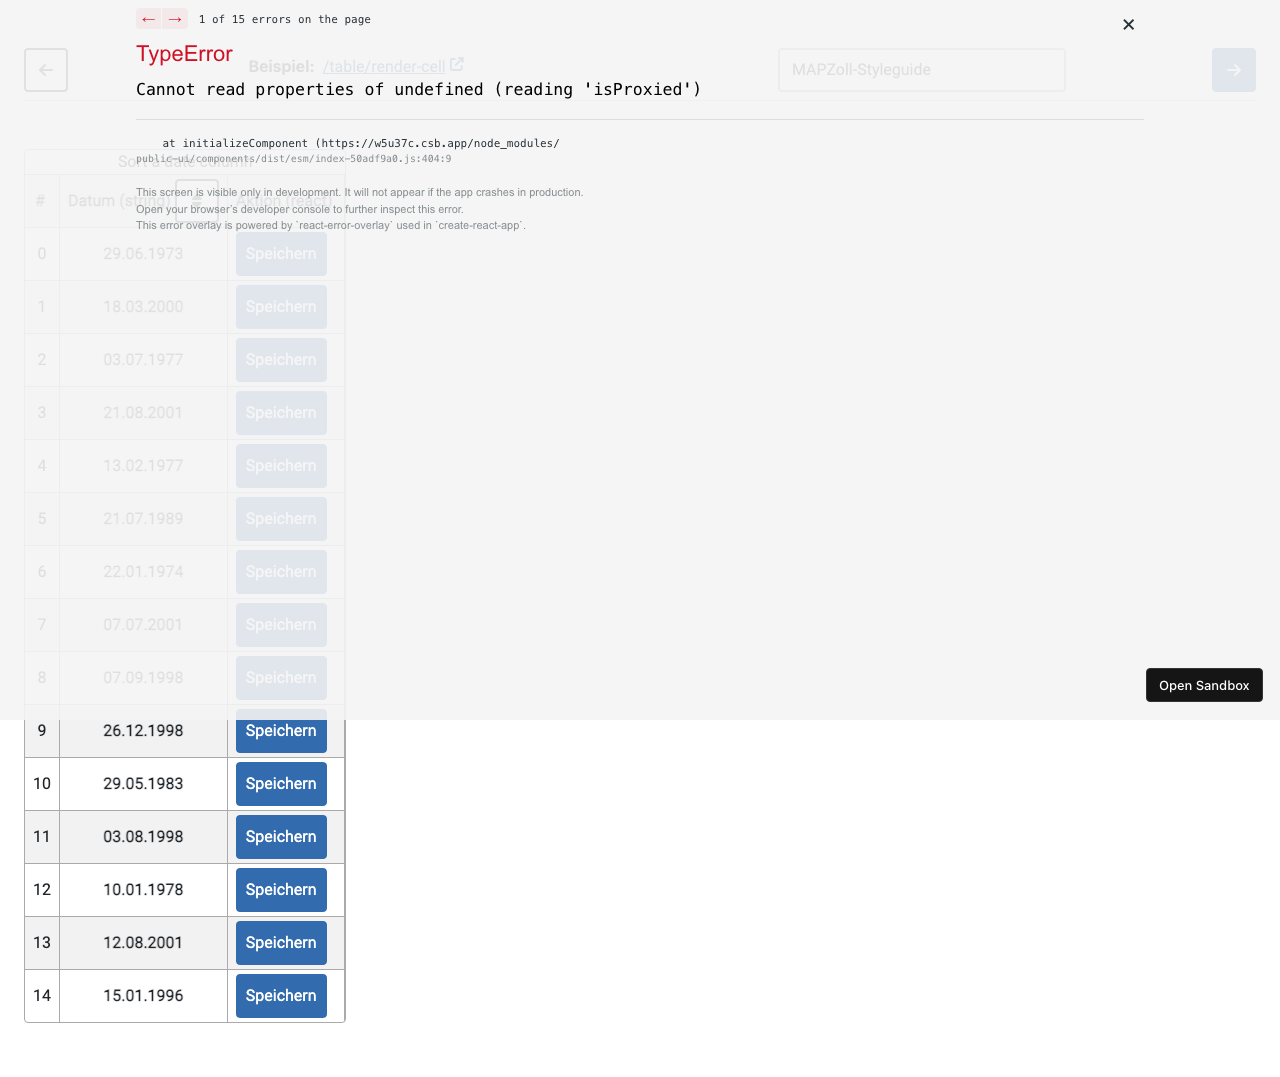 ← → 1 of 15 errors on the page
TypeError
Beispiel: /table/render-cell
MAPZoll-Styleguide
Cannot read properties of undefined (reading 'isProxied')
at initializeComponent (https://w5u37c.csb.app/node_modules/
public-ui/components/dist/esm/index-50adf9a0.js:404:9
Sort a date column
This screen is visible only in development. It will not appear if the app crashes in production.
Open your browser's developer console to further inspect this error.
This error overlay is powered by `react-error-overlay` used in `create-react-app`.
# Datum (string) Aktion (react)
0 29.06.1973 Speichern
1 18.03.2000 Speichern
2 03.07.1977 Speichern
3 21.08.2001 Speichern
4 13.02.1977 Speichern
5 21.07.1989 Speichern
6 22.01.1974 Speichern
7 07.07.2001 Speichern
8 07.09.1998 Speichern
Open Sandbox
9 26.12.1998 Speichern
10 29.05.1983 Speichern
11 03.08.1998 Speichern
12 10.01.1978 Speichern
13 12.08.2001 Speichern
14 15.01.1996 Speichern